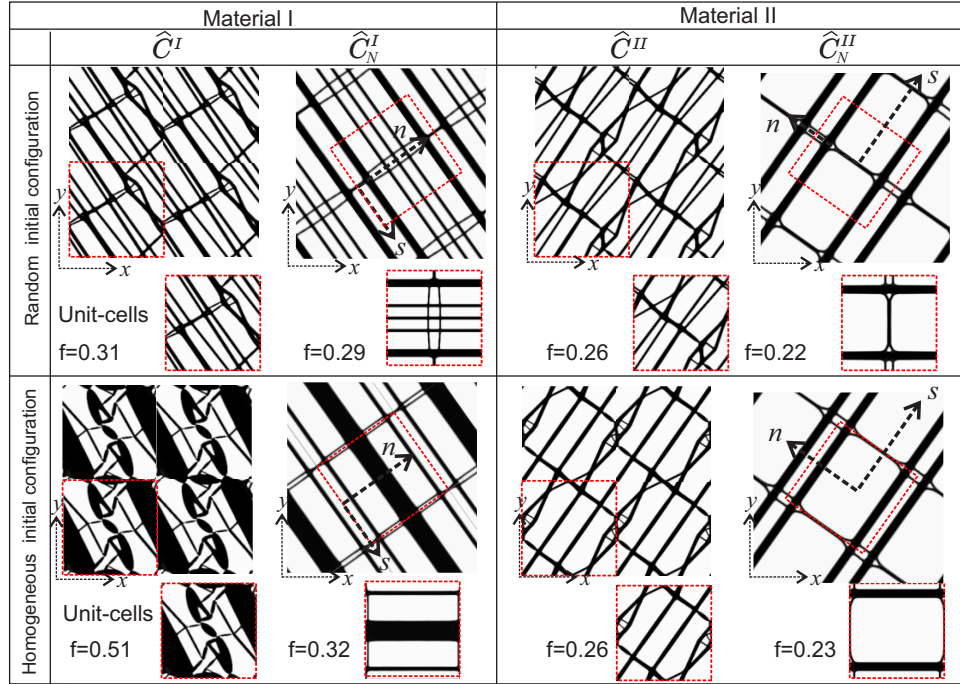 Material I
Material II
Ĉ^I
Ĉ_N^I
Ĉ^II
Ĉ_N^II
Random initial configuration
y
x
n
s
y
x
y
x
n
s
y
x
Unit-cells
f=0.31
f=0.29
f=0.26
f=0.22
Homogeneous initial configuration
y
x
n
s
y
x
y
x
n
s
y
x
Unit-cells
f=0.51
f=0.32
f=0.26
f=0.23